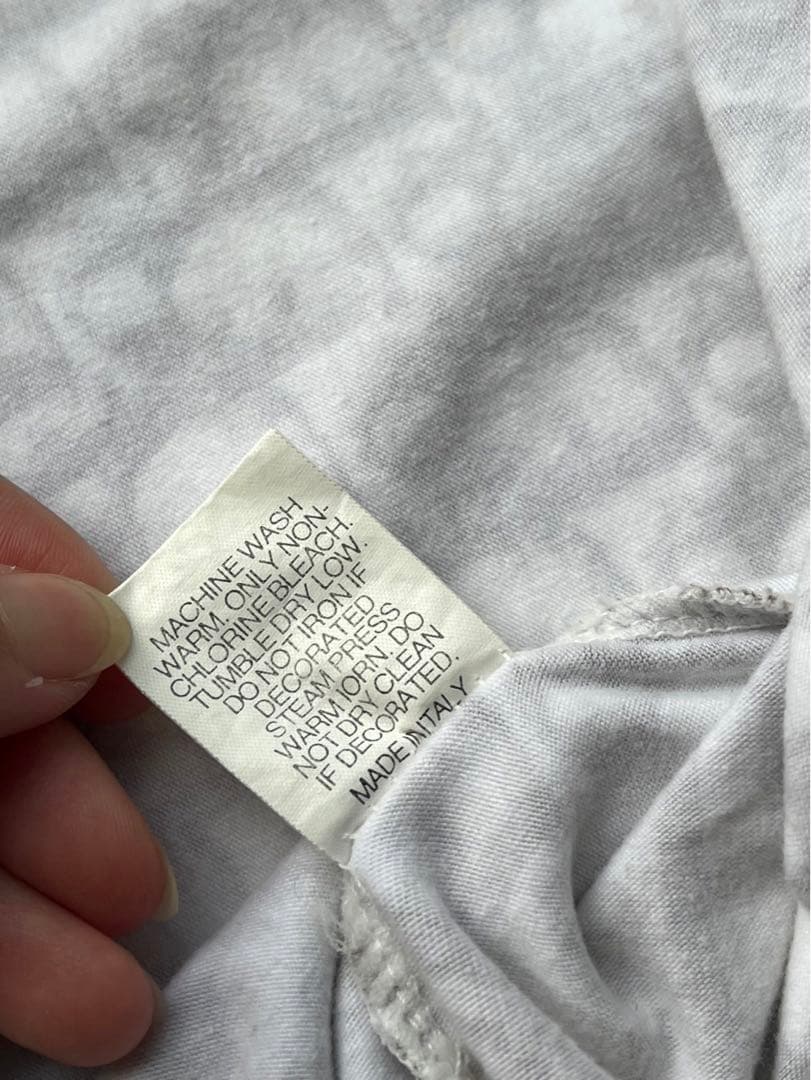 MACHINE WASH
WARM. ONLY NON-
CHLORINE BLEACH.
TUMBLE DRY LOW.
DO NOT IRON IF
DECORATED.
STEAM PRESS
WARM IORN. DO
NOT DRY CLEAN
IF DECORATED.
MADE IN ITALY